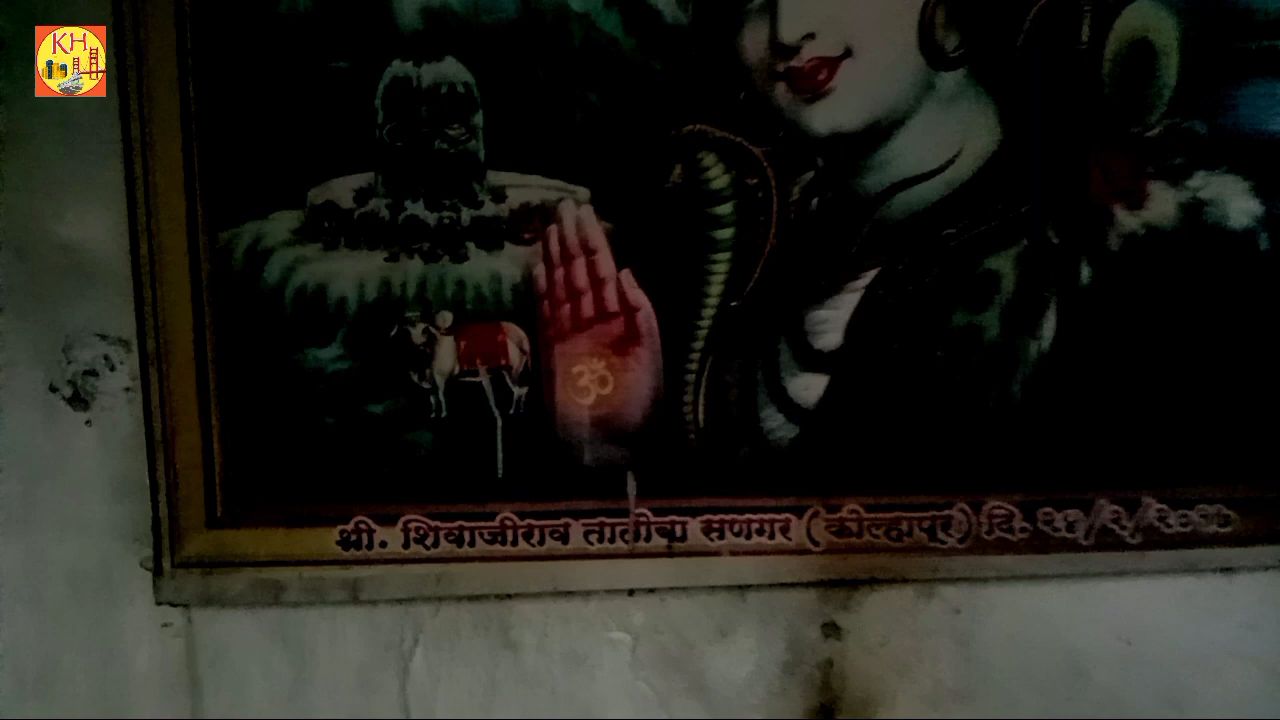 KH
ॐ
श्री. शिवाजीराव तातोबा सणगर (कोल्हापूर) दि.